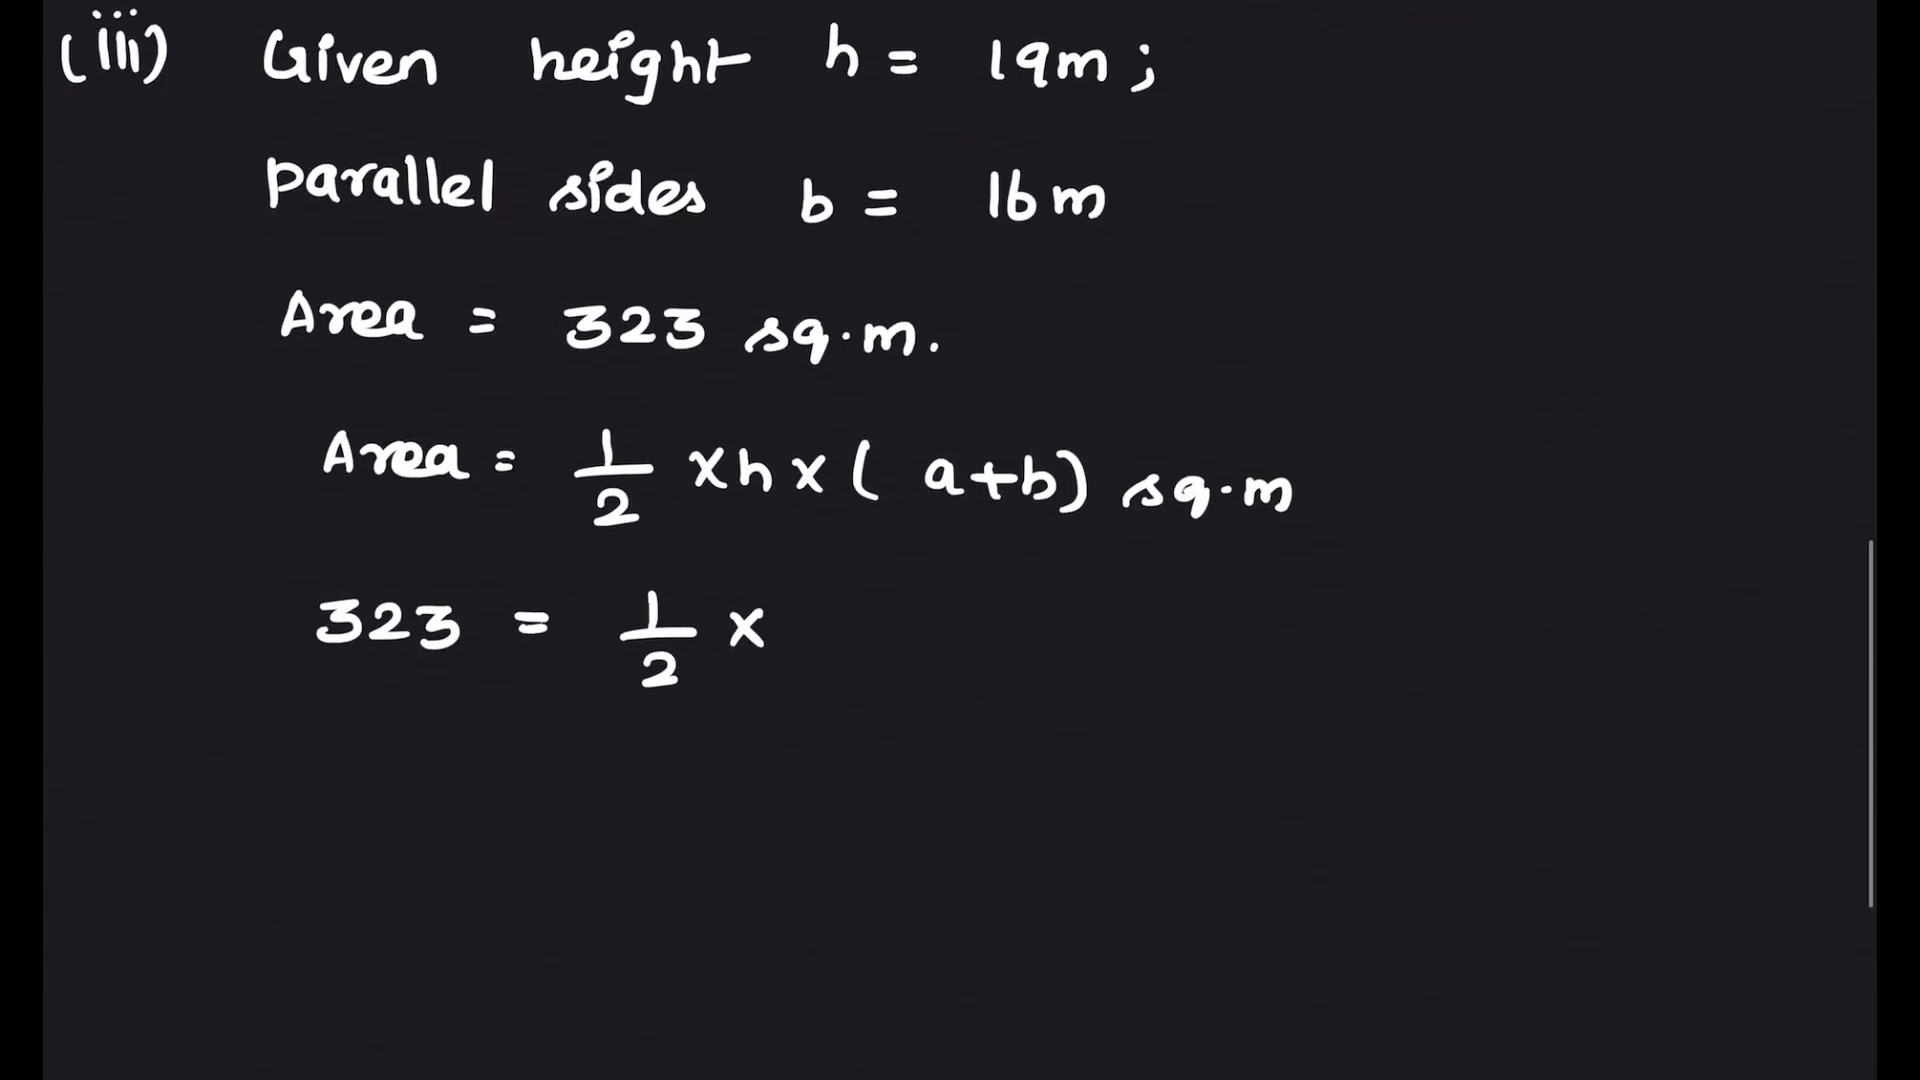 (iii) Given height h = 19m ;
parallel sides b = 16m
Area = 323 sq.m.
Area = 1/2 x h x ( a+b) sq.m
323 = 1/2 x